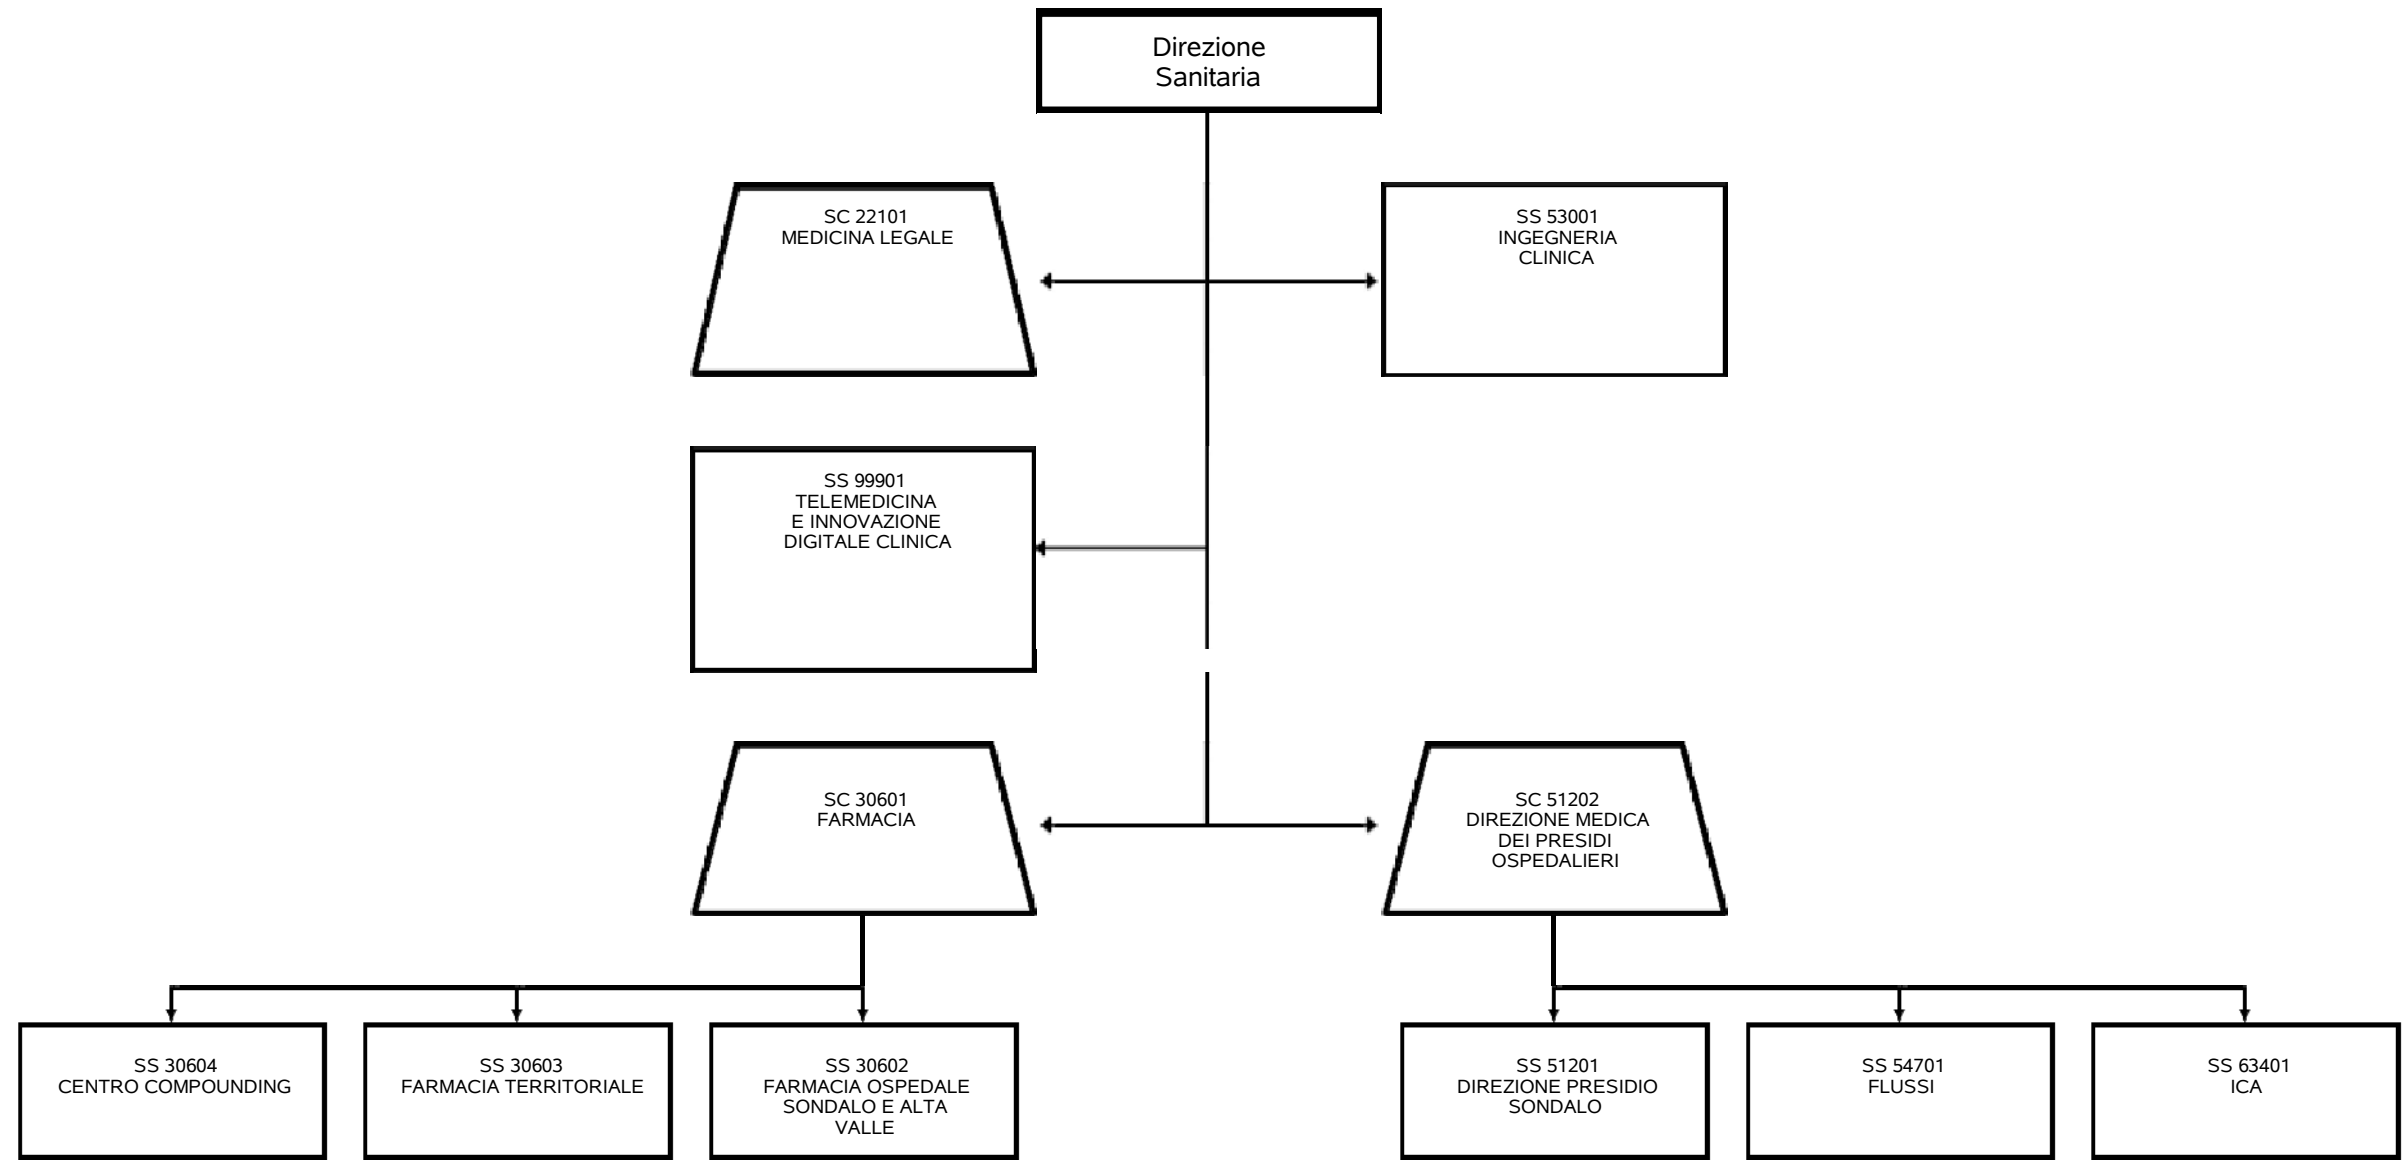 Direzione
Sanitaria
SC 22101
MEDICINA LEGALE
SS 53001
INGEGNERIA
CLINICA
SS 99901
TELEMEDICINA
E INNOVAZIONE
DIGITALE CLINICA
SC 30601
FARMACIA
SC 51202
DIREZIONE MEDICA
DEI PRESIDI
OSPEDALIERI
SS 30604
CENTRO COMPOUNDING
SS 30603
FARMACIA TERRITORIALE
SS 30602
FARMACIA OSPEDALE
SONDALO E ALTA
VALLE
SS 51201
DIREZIONE PRESIDIO
SONDALO
SS 54701
FLUSSI
SS 63401
ICA